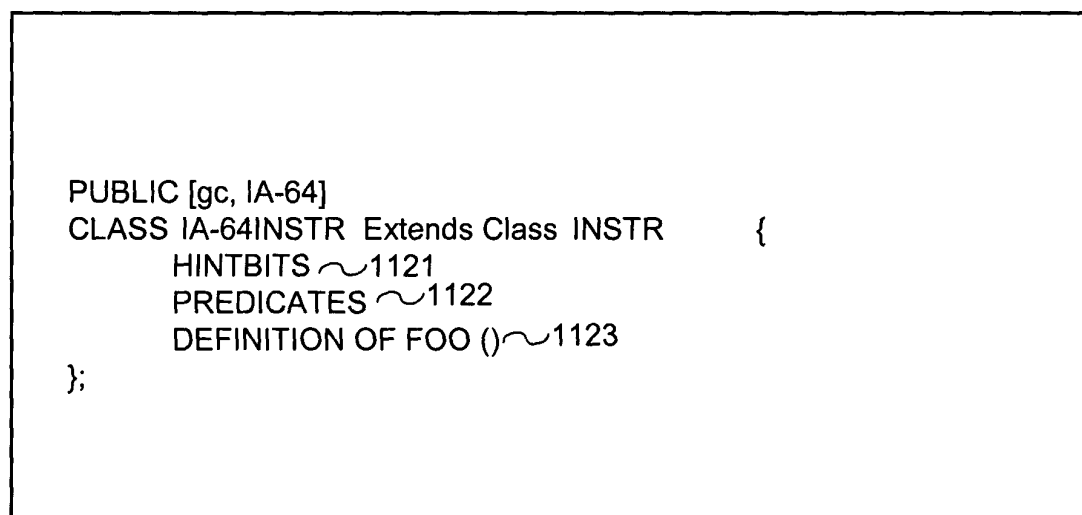 PUBLIC [gc, IA-64]
CLASS IA-64INSTR Extends Class INSTR {
HINTBITS 1121
PREDICATES 1122
DEFINITION OF FOO () 1123
};